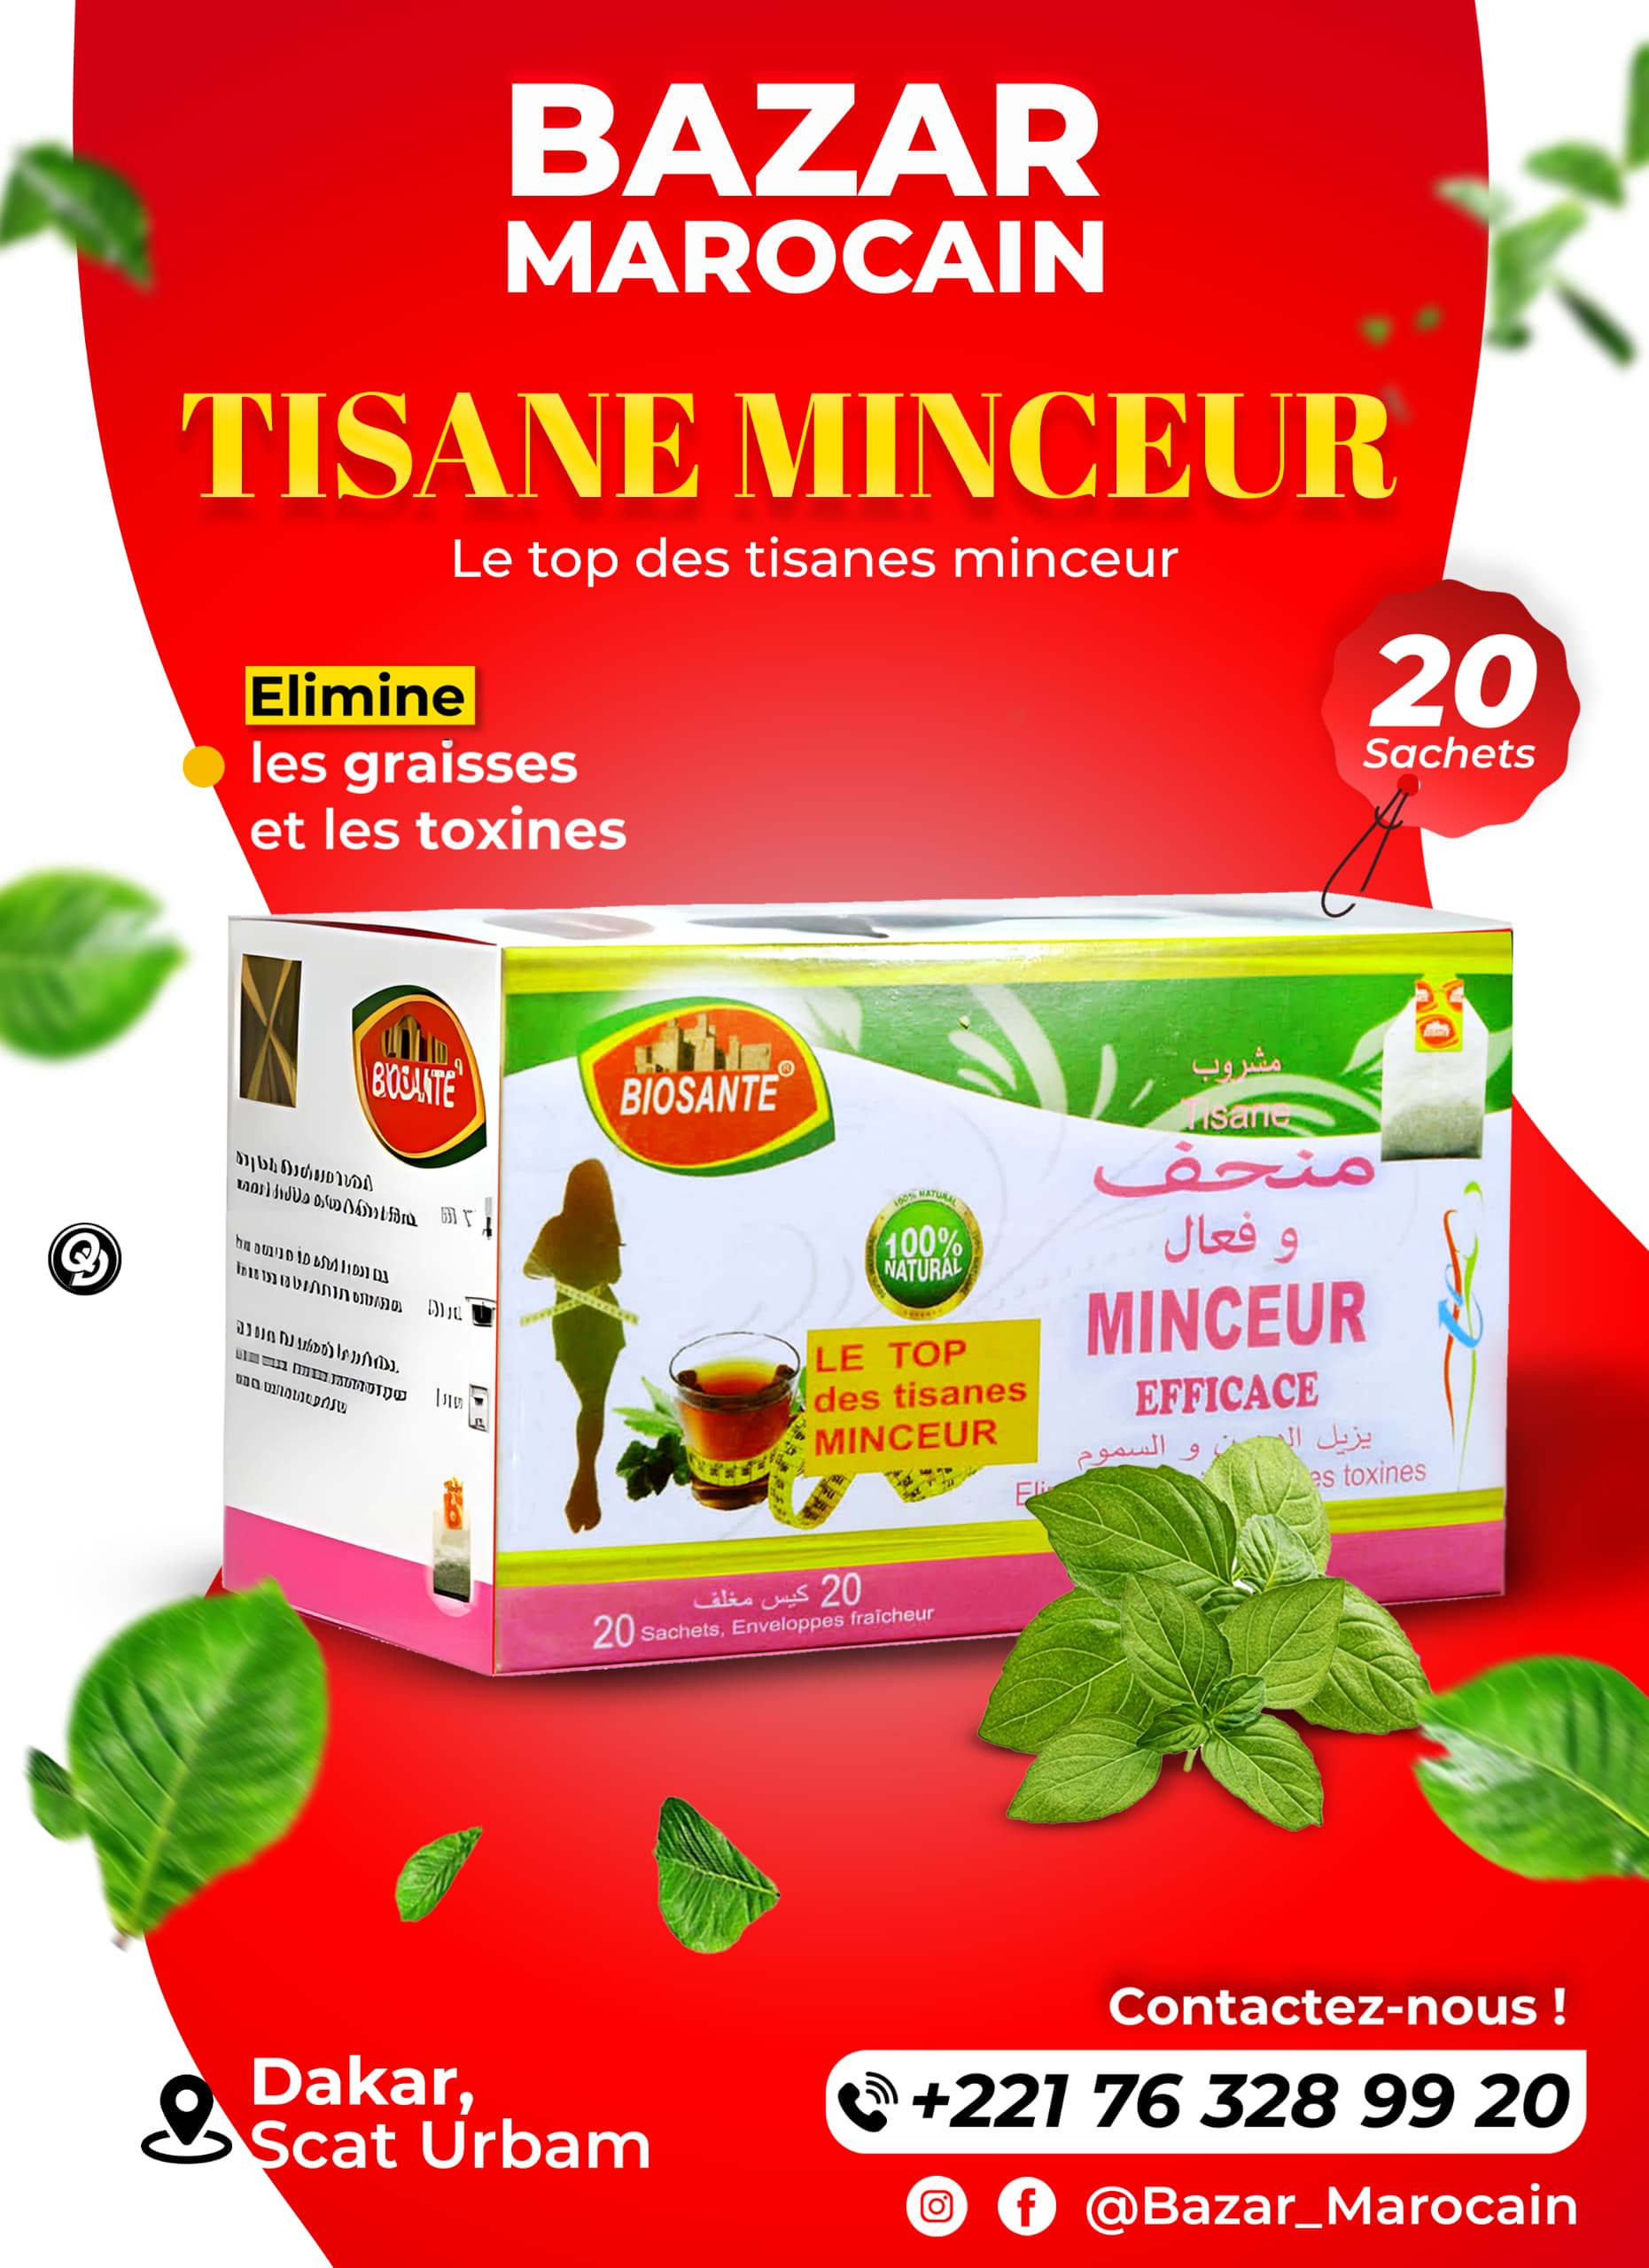 BAZAR
MAROCAIN
TISANE MINCEUR
Le top des tisanes minceur
Elimine
les graisses
et les toxines
20
Sachets
BIOSANTE®
مشروب
Tisane
منحف
و فعال
MINCEUR
EFFICACE
يزيل و السموم
es toxines
100% NATURAL
100%
NATURAL
LE TOP
des tisanes
MINCEUR
20 كيس مغلف
20 Sachets, Enveloppes fraîcheur
Contactez-nous !
Dakar,
Scat Urbam
+221 76 328 99 20
@Bazar_Marocain